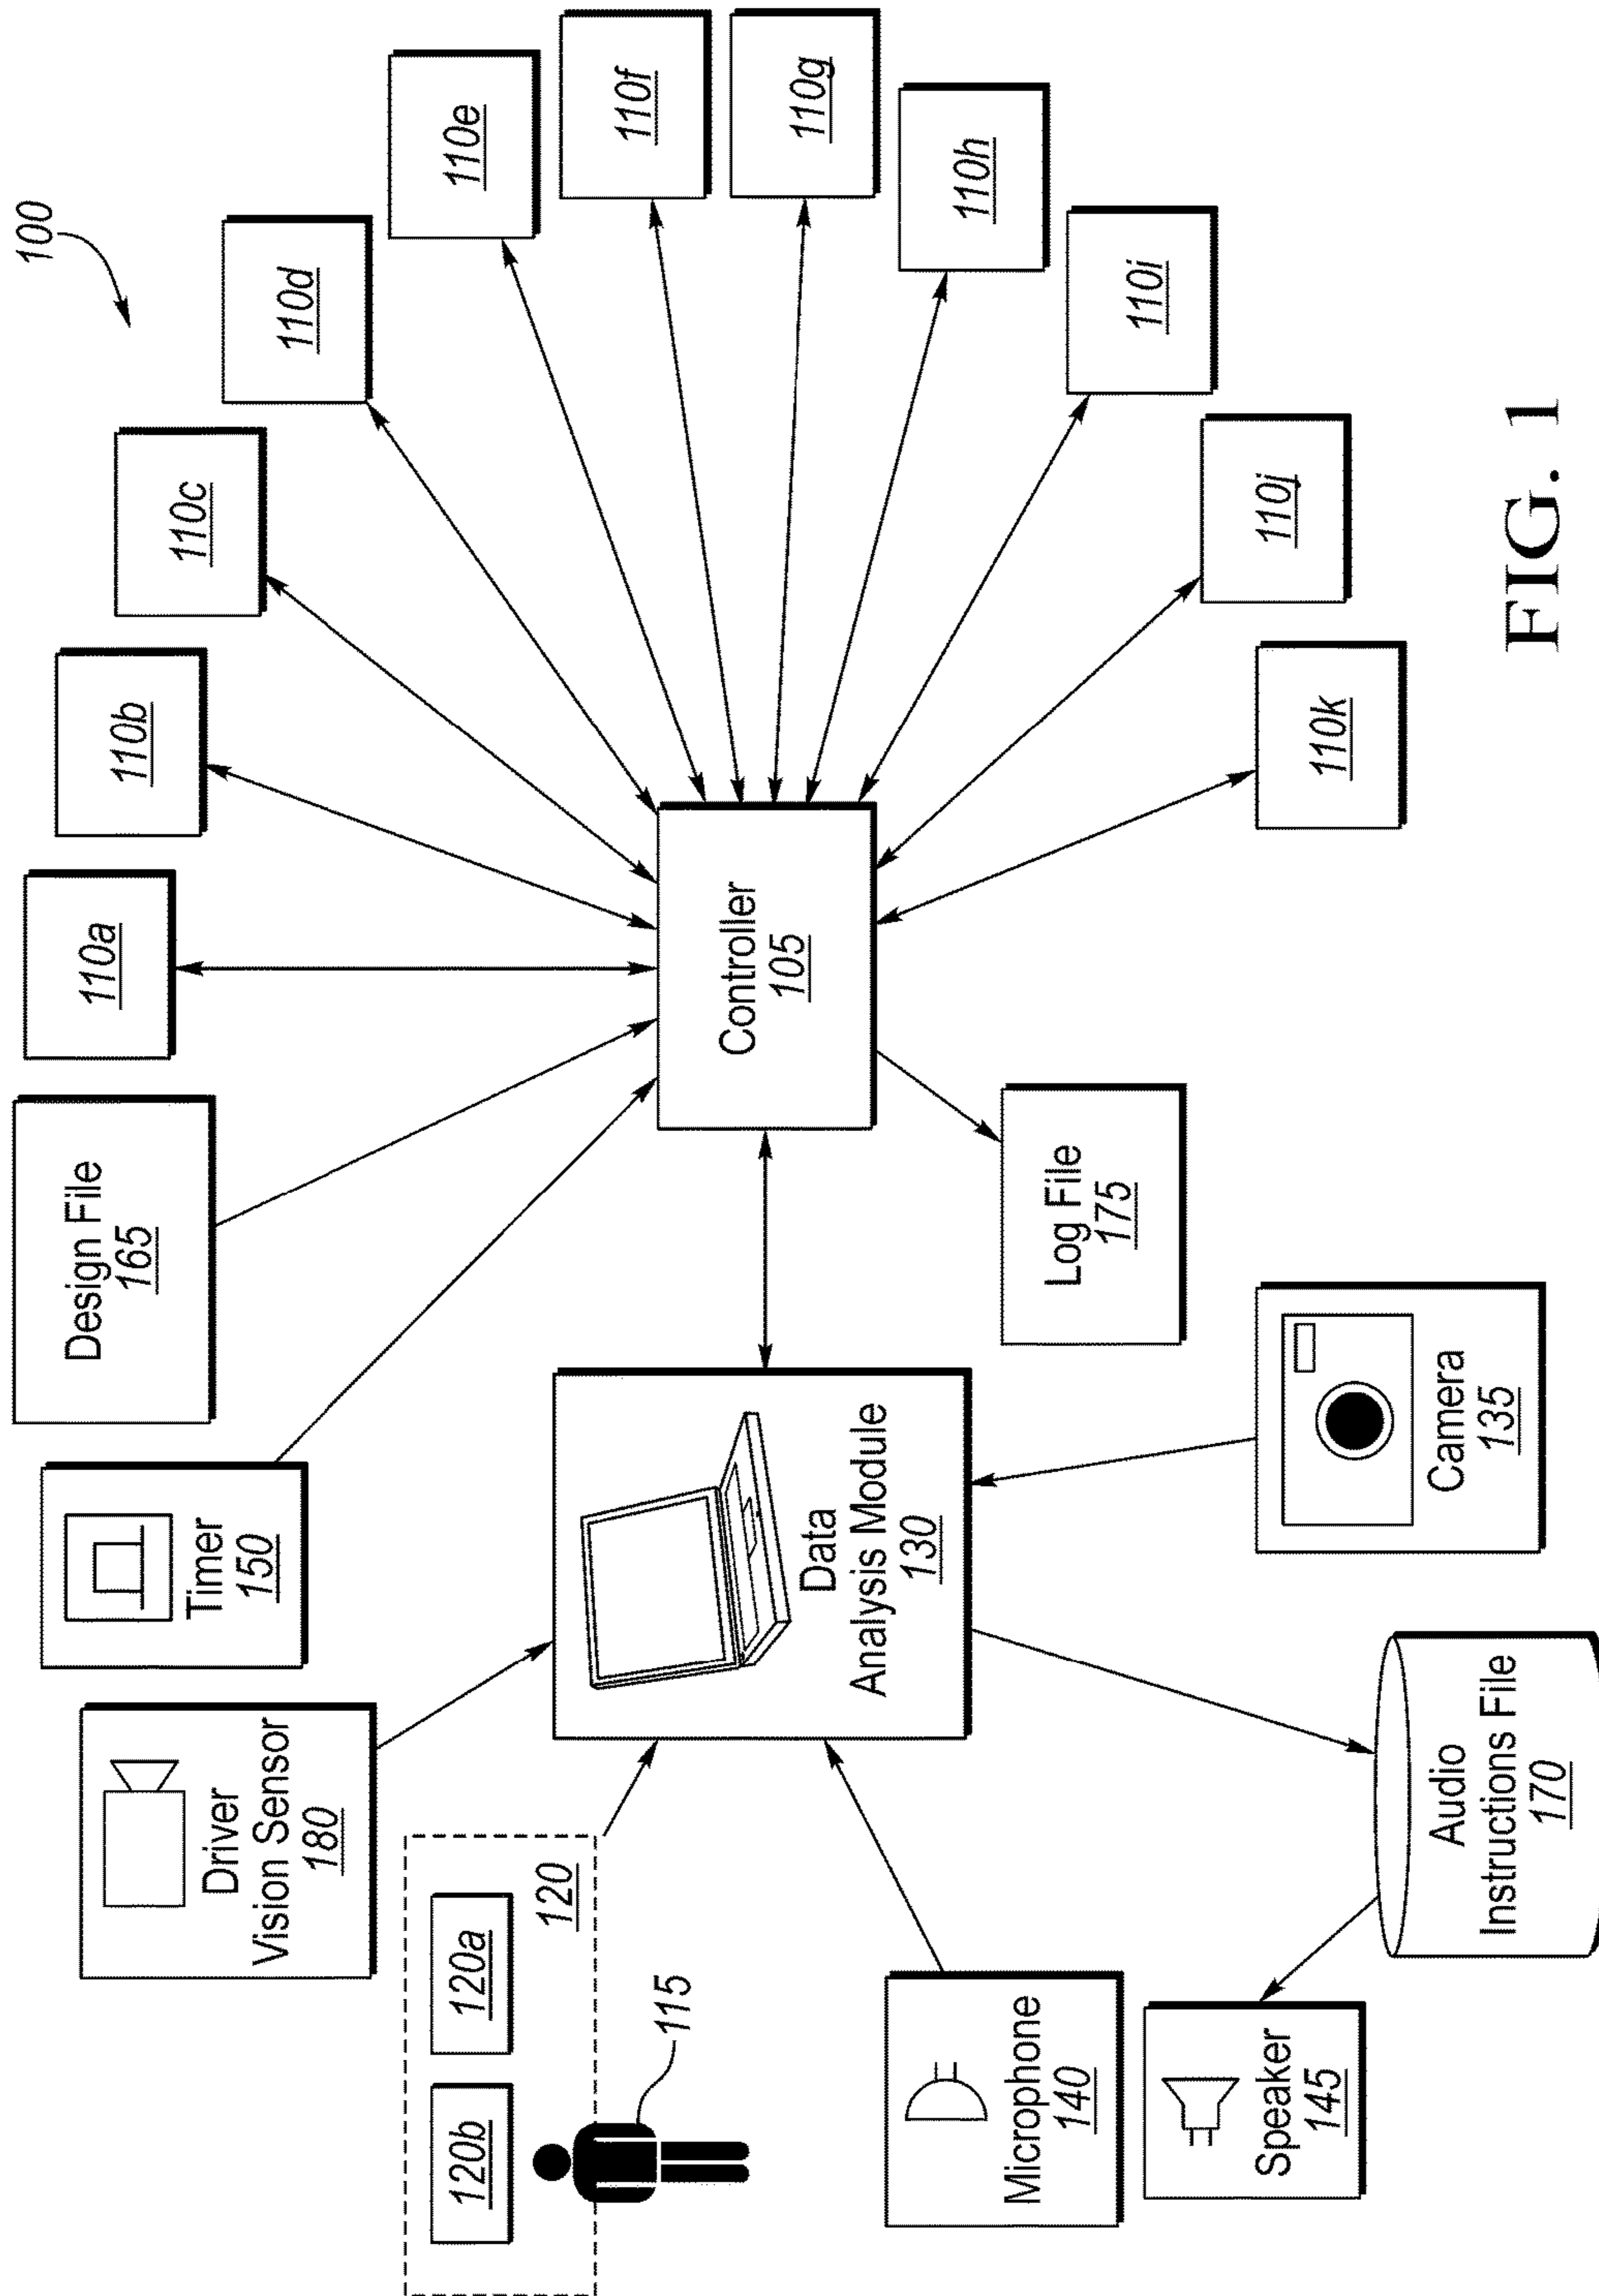 100
Driver
Vision Sensor
180
Timer
150
Design File
165
110a
110b
110c
110d
110e
110f
110g
110h
110i
110j
110k
120b
120a
120
115
Data
Analysis Module
130
Controller
105
Microphone
140
Speaker
145
Audio
Instructions File
170
Camera
135
Log File
175
FIG. 1